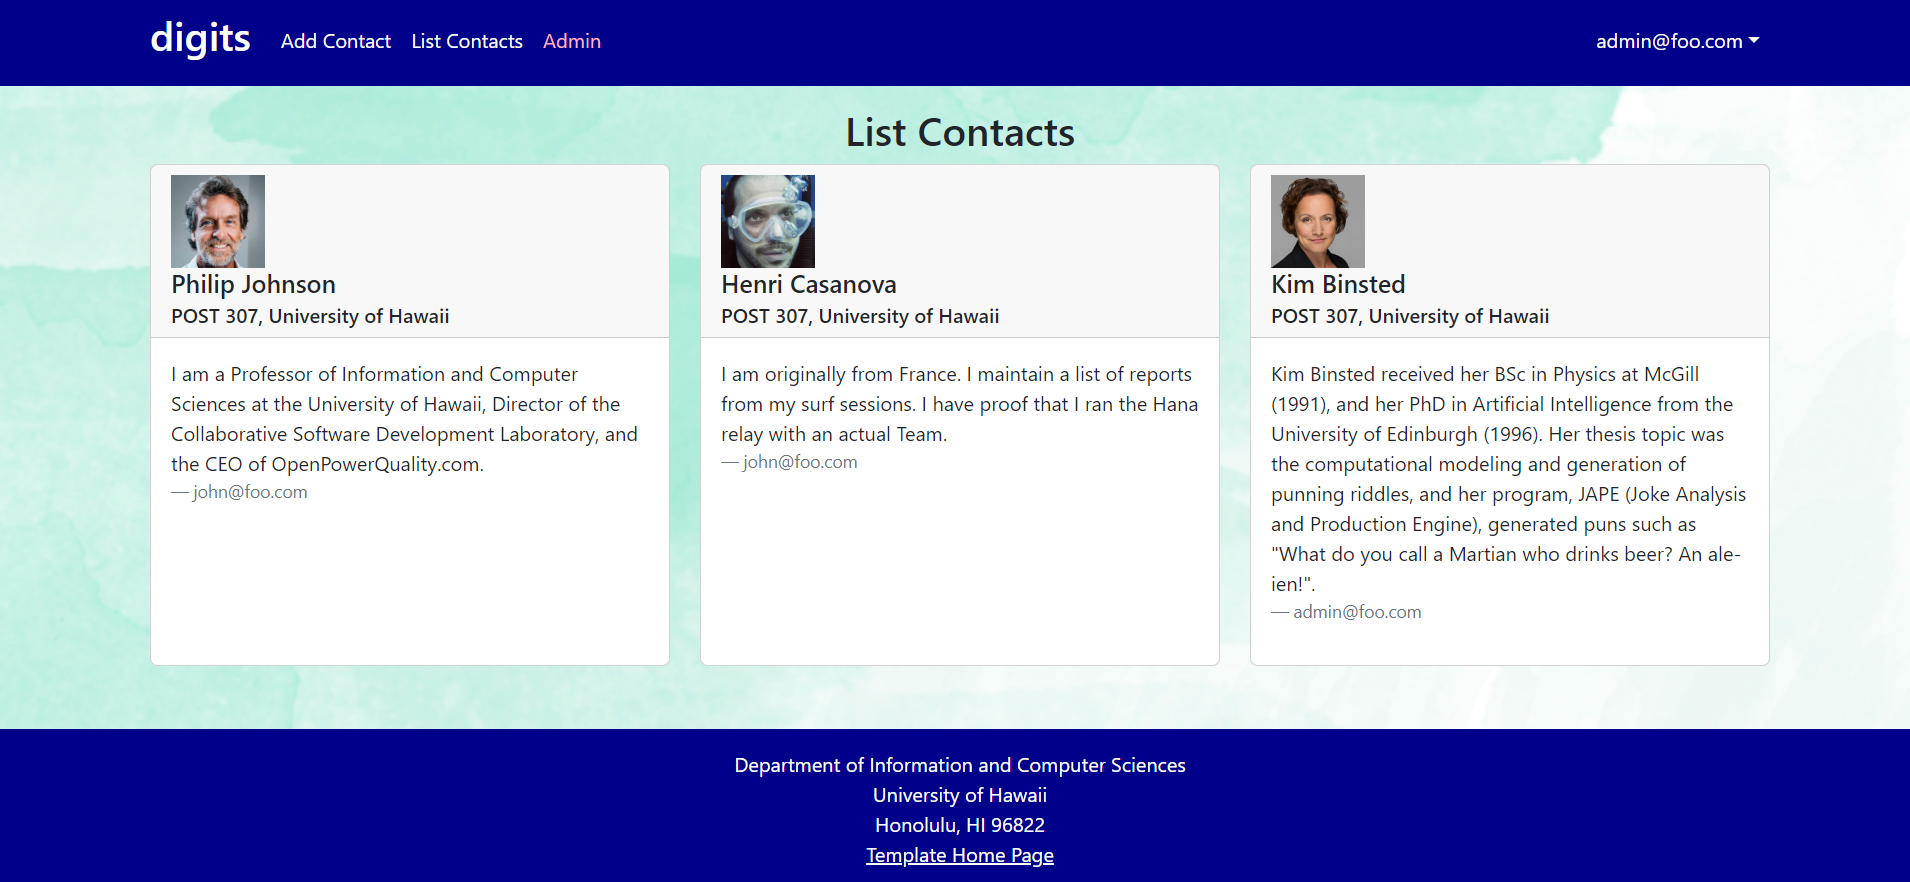 digits Add Contact List Contacts Admin admin@foo.com
List Contacts
Philip Johnson
POST 307, University of Hawaii
I am a Professor of Information and Computer
Sciences at the University of Hawaii, Director of the
Collaborative Software Development Laboratory, and
the CEO of OpenPowerQuality.com.
— john@foo.com
Henri Casanova
POST 307, University of Hawaii
I am originally from France. I maintain a list of reports
from my surf sessions. I have proof that I ran the Hana
relay with an actual Team.
— john@foo.com
Kim Binsted
POST 307, University of Hawaii
Kim Binsted received her BSc in Physics at McGill
(1991), and her PhD in Artificial Intelligence from the
University of Edinburgh (1996). Her thesis topic was
the computational modeling and generation of
punning riddles, and her program, JAPE (Joke Analysis
and Production Engine), generated puns such as
"What do you call a Martian who drinks beer? An ale-
ien!".
— admin@foo.com
Department of Information and Computer Sciences
University of Hawaii
Honolulu, HI 96822
Template Home Page